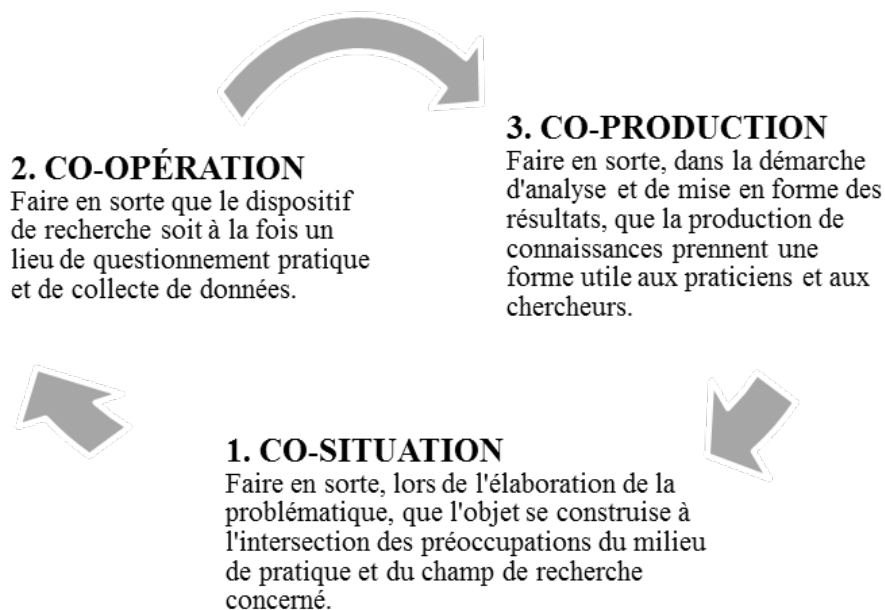 2. CO-OPÉRATION
Faire en sorte que le dispositif
de recherche soit à la fois un
lieu de questionnement pratique
et de collecte de données.
3. CO-PRODUCTION
Faire en sorte, dans la démarche
d'analyse et de mise en forme des
résultats, que la production de
connaissances prennent une
forme utile aux praticiens et aux
chercheurs.
1. CO-SITUATION
Faire en sorte, lors de l'élaboration de la
problématique, que l'objet se construise à
l'intersection des préoccupations du milieu
de pratique et du champ de recherche
concerné.